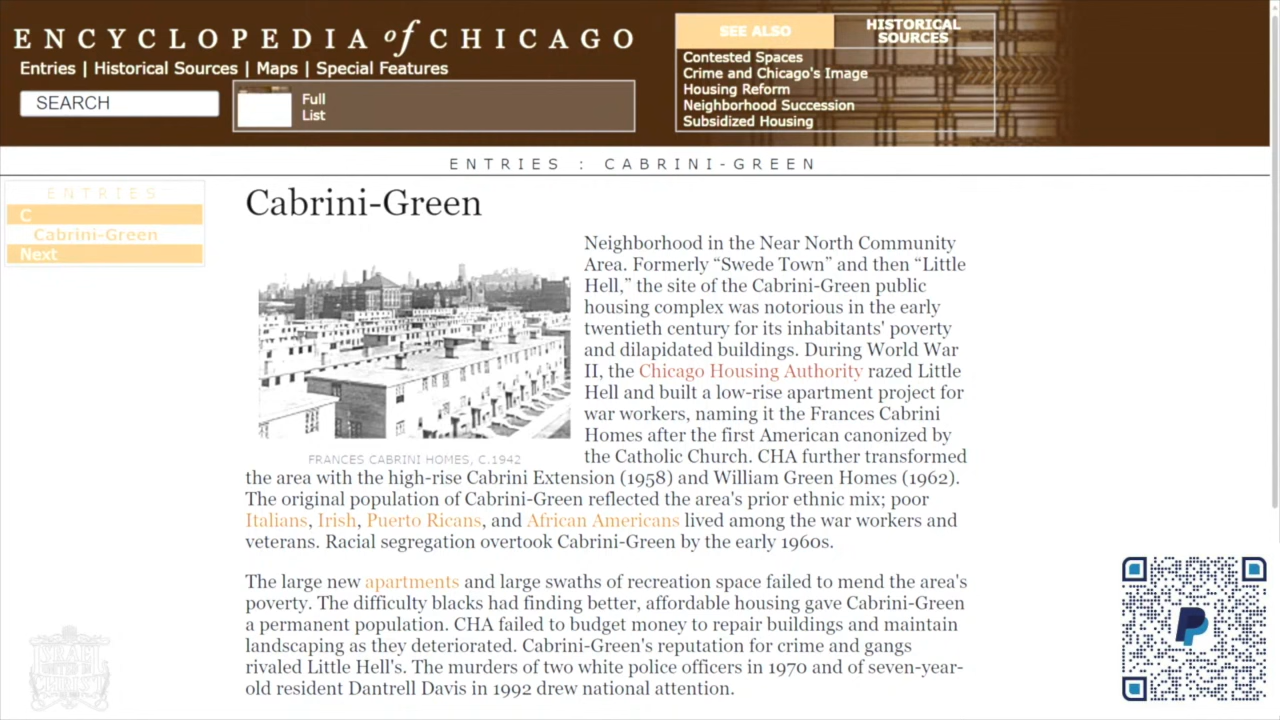 ENCYCLOPEDIA of CHICAGO
Entries | Historical Sources | Maps | Special Features
SEARCH
Full
List
SEE ALSO
HISTORICAL
SOURCES
Contested Spaces
Crime and Chicago's Image
Housing Reform
Neighborhood Succession
Subsidized Housing
ENTRIES : CABRINI-GREEN
ENTRIES
C
Cabrini-Green
Next
Cabrini-Green
Neighborhood in the Near North Community
Area. Formerly “Swede Town” and then “Little
Hell,” the site of the Cabrini-Green public
housing complex was notorious in the early
twentieth century for its inhabitants' poverty
and dilapidated buildings. During World War
II, the Chicago Housing Authority razed Little
Hell and built a low-rise apartment project for
war workers, naming it the Frances Cabrini
Homes after the first American canonized by
the Catholic Church. CHA further transformed
FRANCES CABRINI HOMES, C.1942
the area with the high-rise Cabrini Extension (1958) and William Green Homes (1962).
The original population of Cabrini-Green reflected the area's prior ethnic mix; poor
Italians, Irish, Puerto Ricans, and African Americans lived among the war workers and
veterans. Racial segregation overtook Cabrini-Green by the early 1960s.
The large new apartments and large swaths of recreation space failed to mend the area's
poverty. The difficulty blacks had finding better, affordable housing gave Cabrini-Green
a permanent population. CHA failed to budget money to repair buildings and maintain
landscaping as they deteriorated. Cabrini-Green's reputation for crime and gangs
rivaled Little Hell's. The murders of two white police officers in 1970 and of seven-year-
old resident Dantrell Davis in 1992 drew national attention.
ISRAEL
UNITED IN
CHRIST